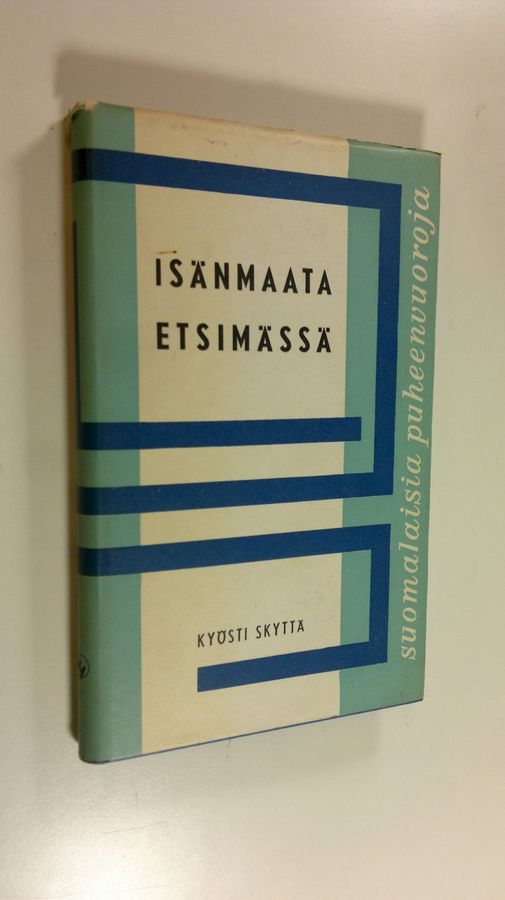 ISÄNMAATA
ETSIMÄSSÄ
KYÖSTI SKYTTÄ
suomalaisia puheenvuoroja